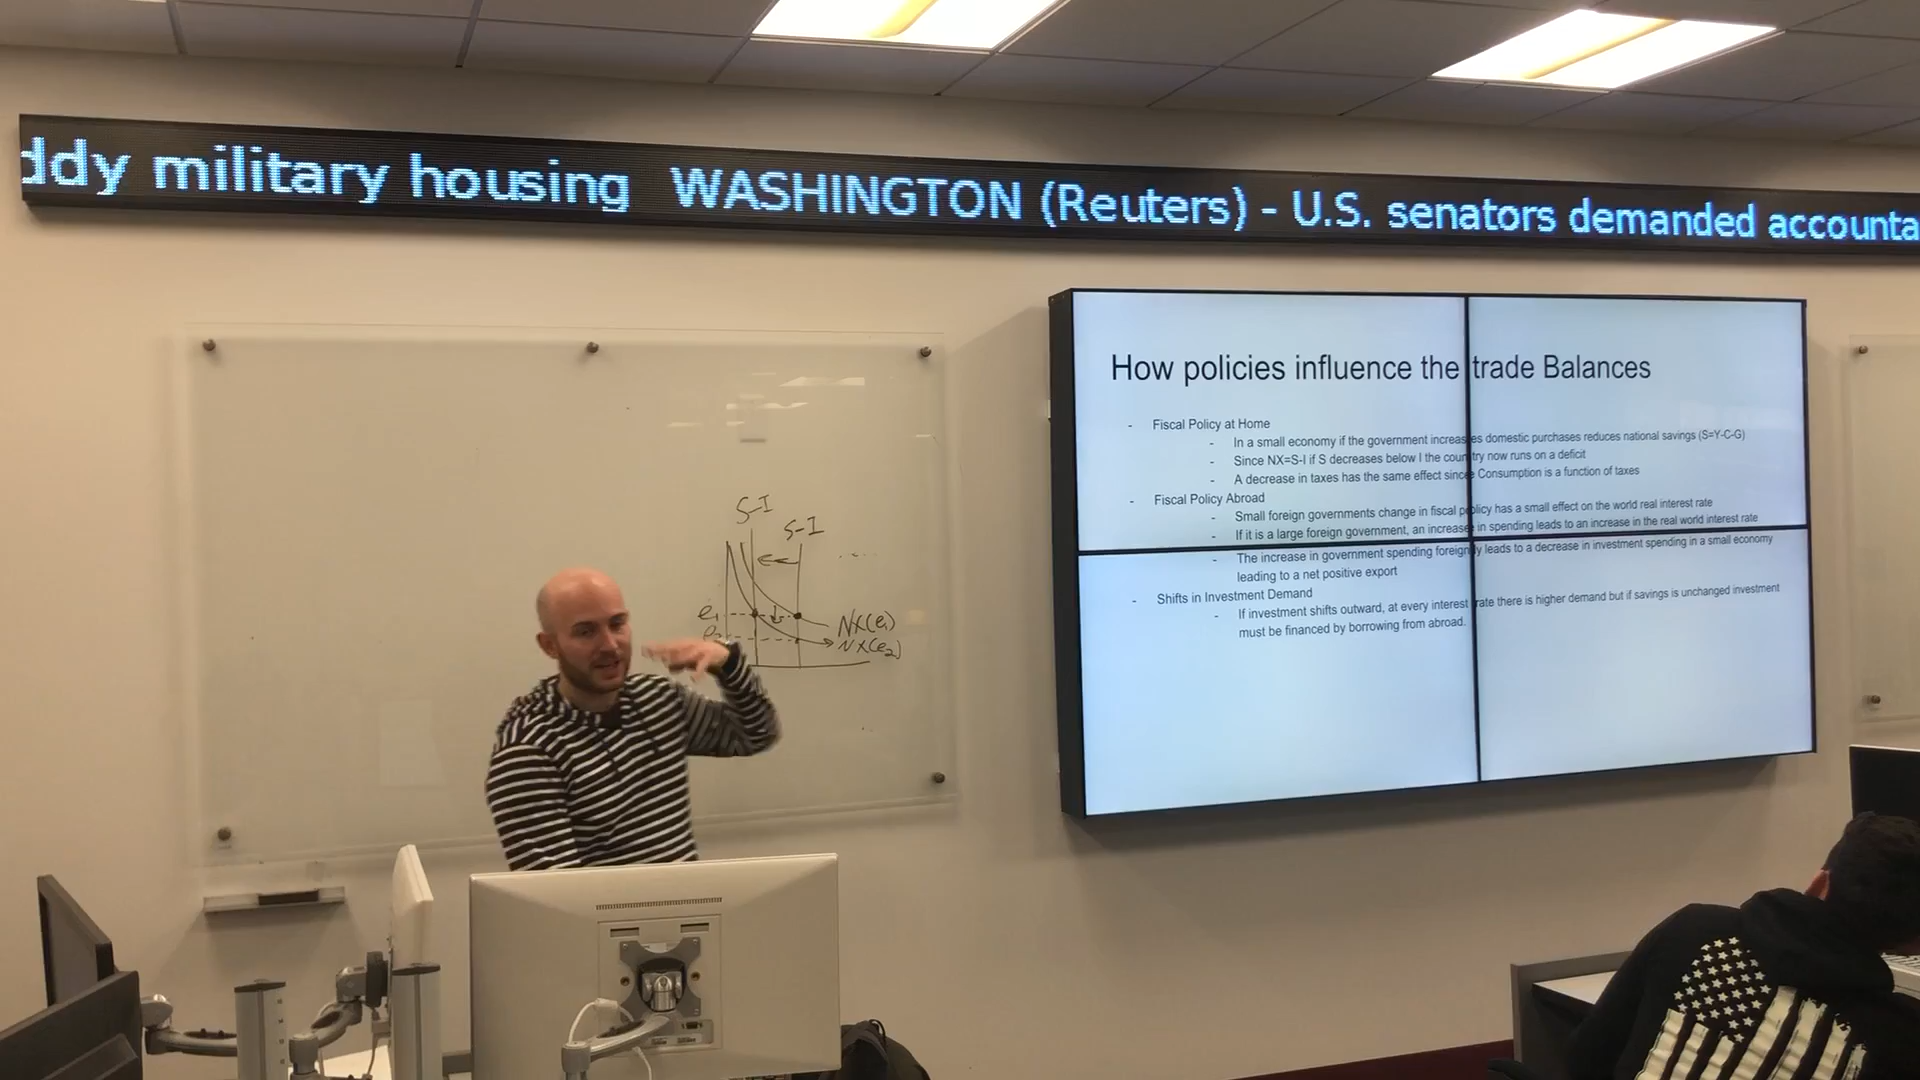 ddy military housing WASHINGTON (Reuters) - U.S. senators demanded accounta
S-I
S-I
e₁
e₂
NX(e₁)
NX(e₂)
How policies influence the trade Balances
- Fiscal Policy at Home
- In a small economy if the government increases domestic purchases reduces national savings (S=Y-C-G)
- Since NX=S-I if S decreases below I the country now runs on a deficit
- A decrease in taxes has the same effect since Consumption is a function of taxes
- Fiscal Policy Abroad
- Small foreign governments change in fiscal policy has a small effect on the world real interest rate
- If it is a large foreign government, an increase in spending leads to an increase in the real world interest rate
- The increase in government spending foreignly leads to a decrease in investment spending in a small economy
leading to a net positive export
- Shifts in Investment Demand
- If investment shifts outward, at every interest rate there is higher demand but if savings is unchanged investment
must be financed by borrowing from abroad.